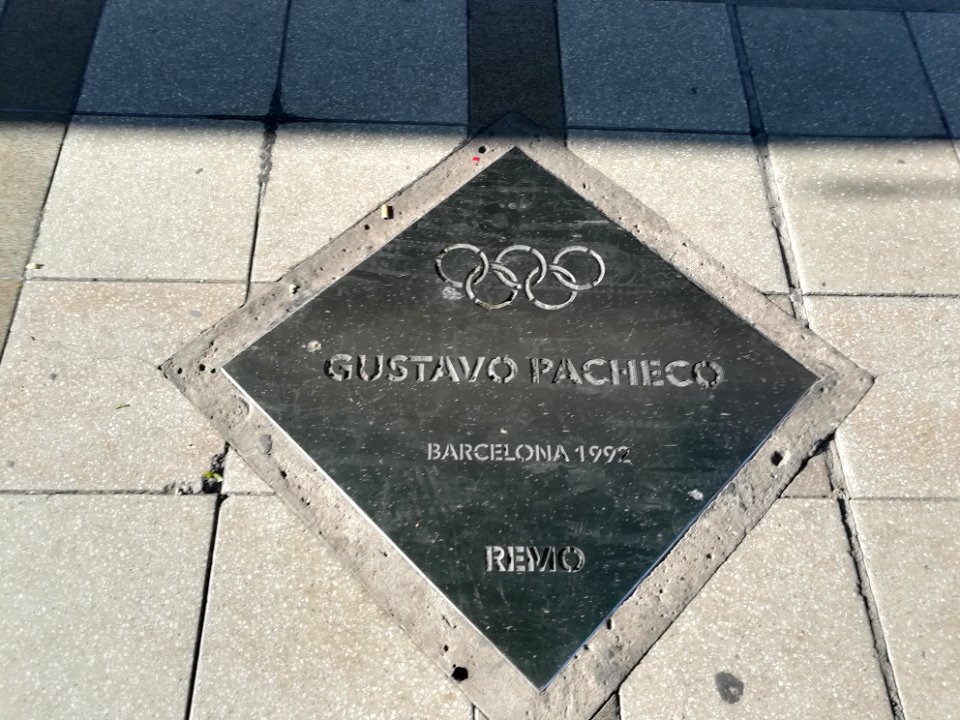 GUSTAVO PACHECO
BARCELONA 1992
REMO